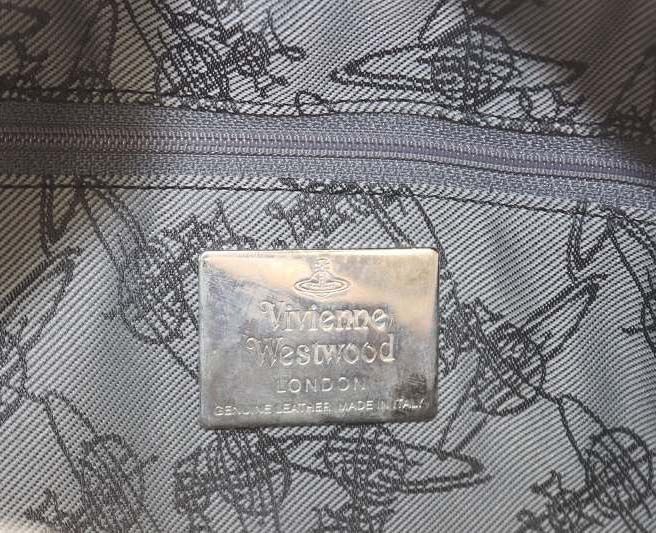 Vivienne
Westwood
LONDON
GENUINE LEATHER MADE IN ITALY